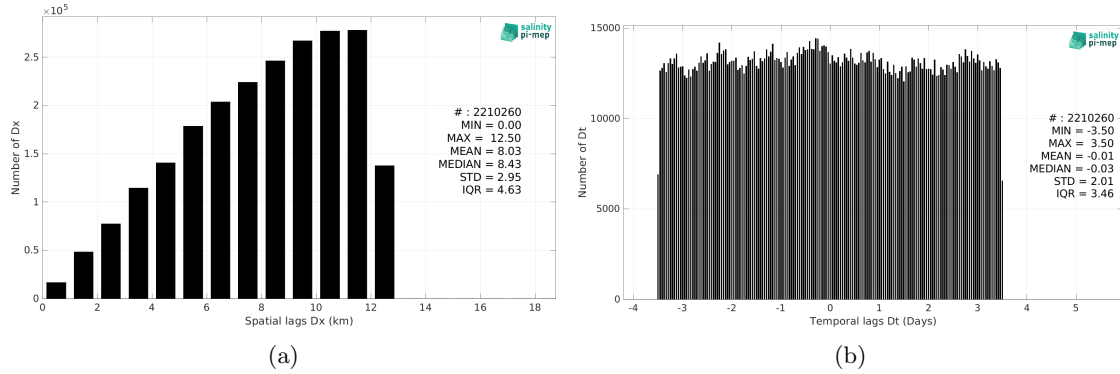 ×10⁵
2.5
2
1.5
1
0.5
0
0 2 4 6 8 10 12 14 16 18
Number of Dx
Spatial lags Dx (km)
salinity
pi-mep
# : 2210260
MIN = 0.00
MAX = 12.50
MEAN = 8.03
MEDIAN = 8.43
STD = 2.95
IQR = 4.63
(a)
15000
10000
5000
0
-4 -3 -2 -1 0 1 2 3 4 5
Number of Dt
Temporal lags Dt (Days)
salinity
pi-mep
# : 2210260
MIN = -3.50
MAX = 3.50
MEAN = -0.01
MEDIAN = -0.03
STD = 2.01
IQR = 3.46
(b)